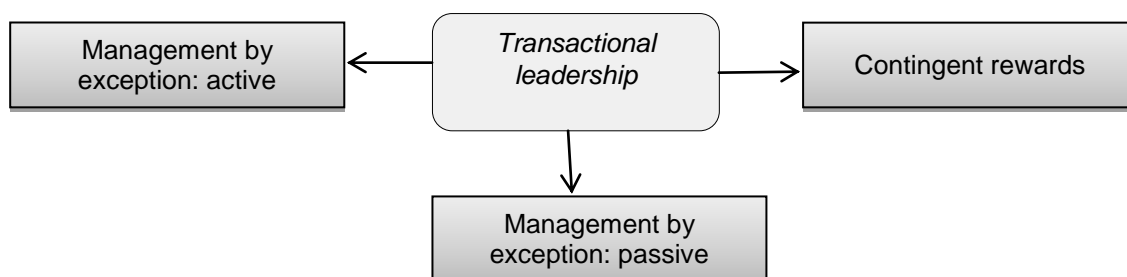 Management by
exception: active
Transactional
leadership
Contingent rewards
Management by
exception: passive